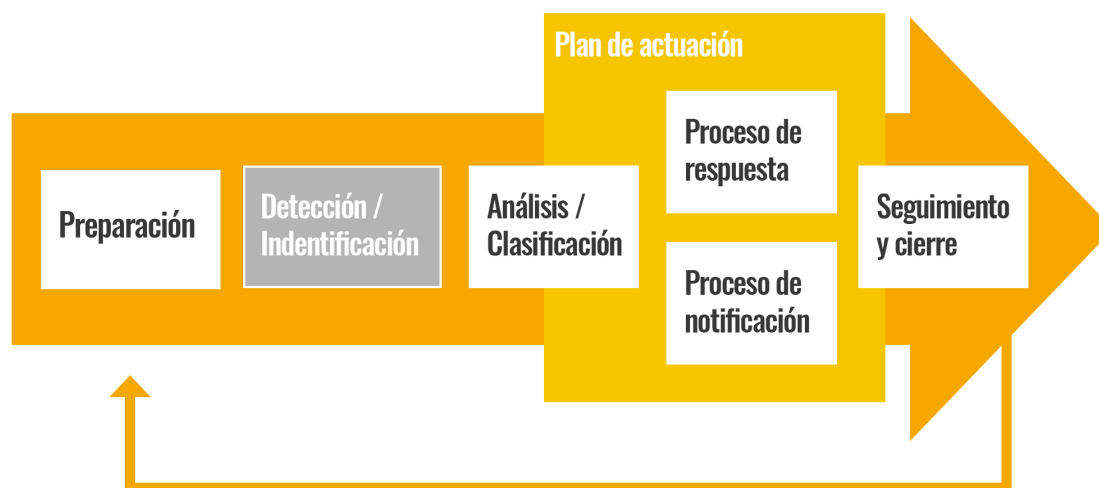 Plan de actuación
Preparación
Detección /
Indentificación
Análisis /
Clasificación
Proceso de
respuesta
Proceso de
notificación
Seguimiento
y cierre